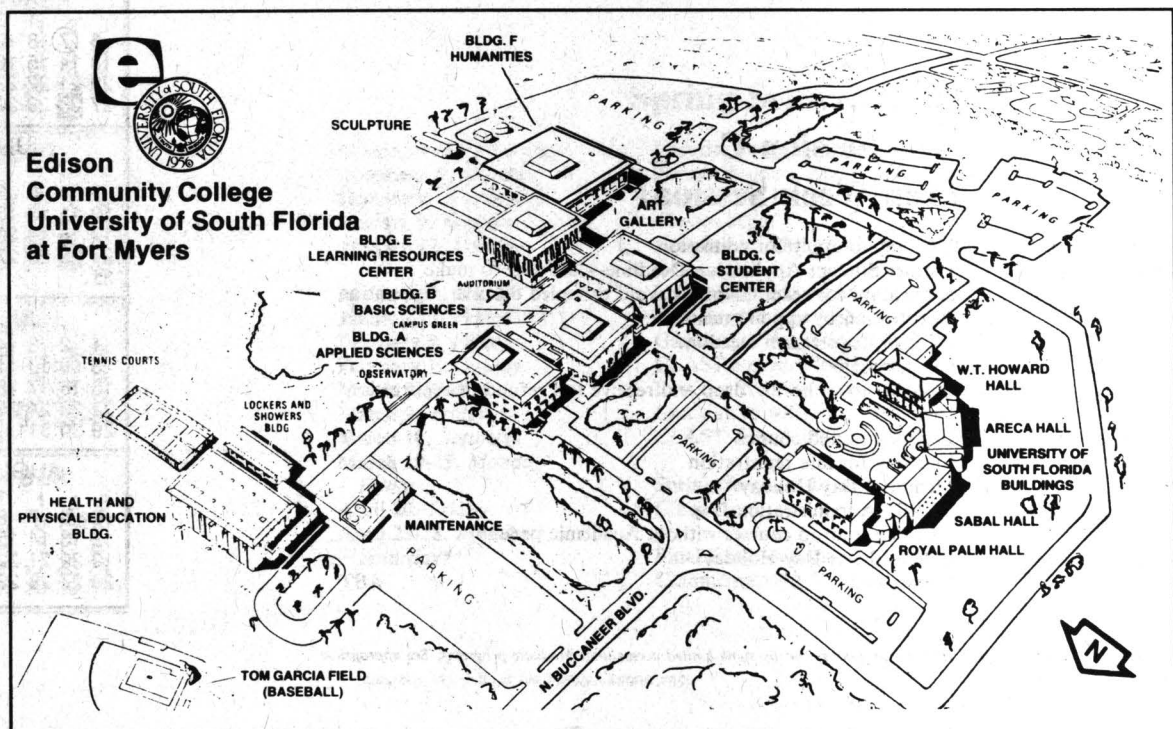 e
UNIVERSITY of SOUTH FLORIDA
1956
Edison
Community College
University of South Florida
at Fort Myers
BLDG. F
HUMANITIES
SCULPTURE
PARKING
PARKING
PARKING
ART
GALLERY
BLDG. E
LEARNING RESOURCES
CENTER
AUDITORIUM
BLDG. C
STUDENT
CENTER
BLDG. B
BASIC SCIENCES
CAMPUS GREEN
BLDG. A
APPLIED SCIENCES
OBSERVATORY
PARKING
TENNIS COURTS
LOCKERS AND
SHOWERS
BLDG
W.T. HOWARD
HALL
ARECA HALL
UNIVERSITY OF
SOUTH FLORIDA
BUILDINGS
PARKING
HEALTH AND
PHYSICAL EDUCATION
BLDG.
MAINTENANCE
SABAL HALL
ROYAL PALM HALL
PARKING
PARKING
N. BUCCANEER BLVD.
N
TOM GARCIA FIELD
(BASEBALL)